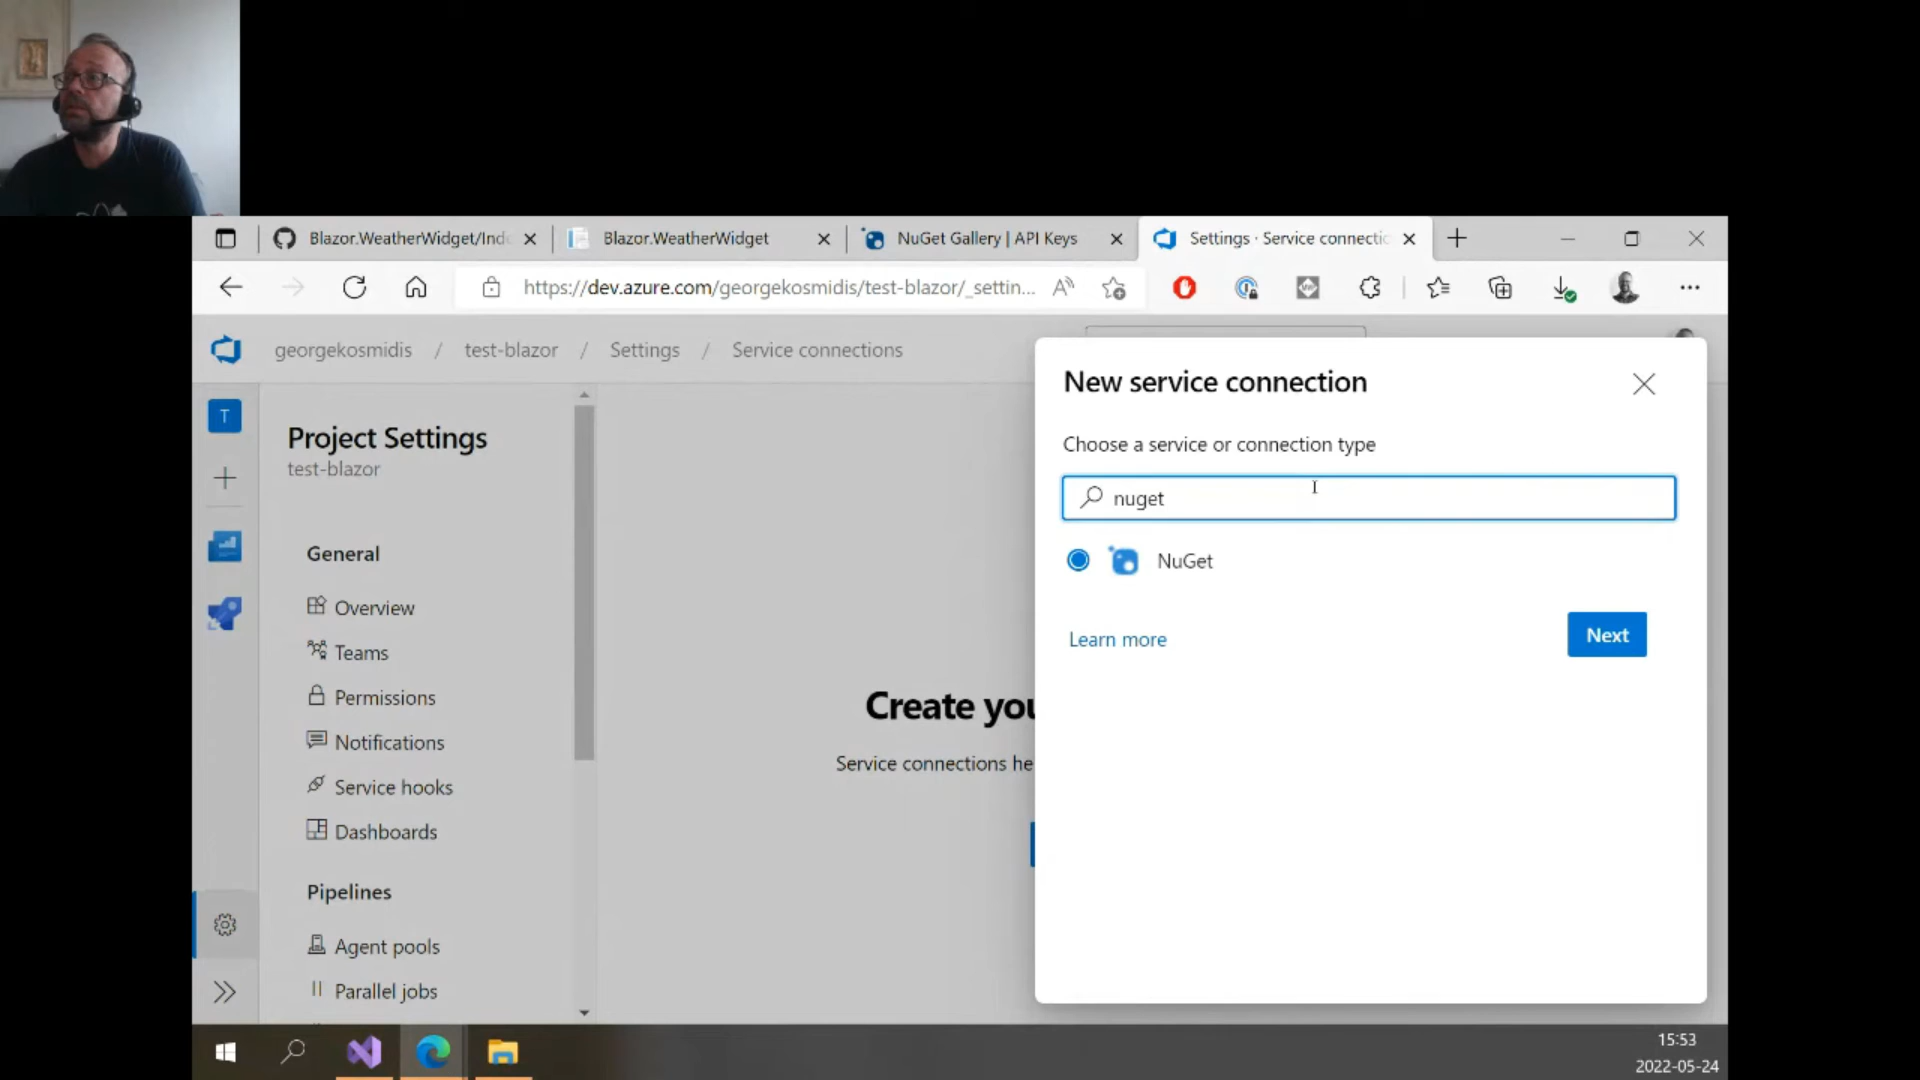 Blazor.WeatherWidget/Ind
Blazor.WeatherWidget
NuGet Gallery | API Keys
Settings · Service connectic
https://dev.azure.com/georgekosmidis/test-blazor/_settin...
georgekosmidis / test-blazor / Settings / Service connections
T
Project Settings
test-blazor
General
Overview
Teams
Permissions
Notifications
Service hooks
Dashboards
Pipelines
Agent pools
Parallel jobs
Create you
Service connections he
New service connection
Choose a service or connection type
nuget
NuGet
Learn more
Next
15:53
2022-05-24